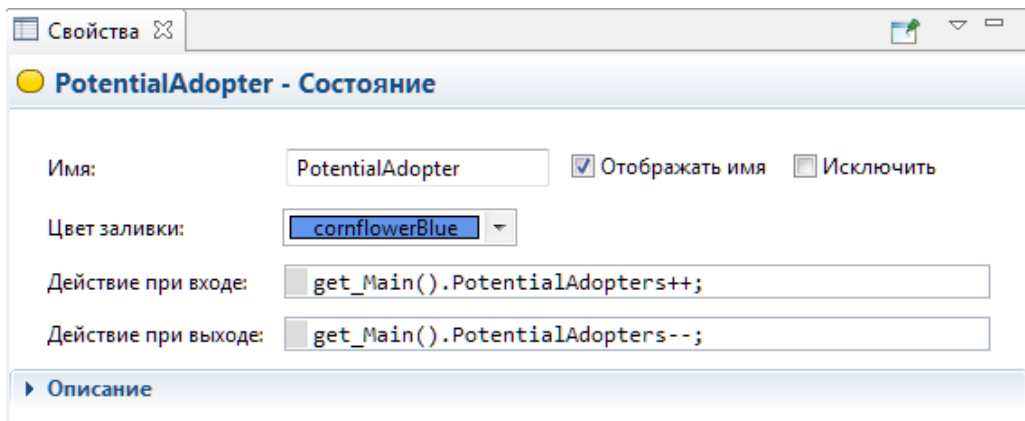 Свойства
PotentialAdopter - Состояние
Имя: PotentialAdopter Отображать имя Исключить
Цвет заливки: cornflowerBlue
Действие при входе: get_Main().PotentialAdopters++;
Действие при выходе: get_Main().PotentialAdopters--;
Описание